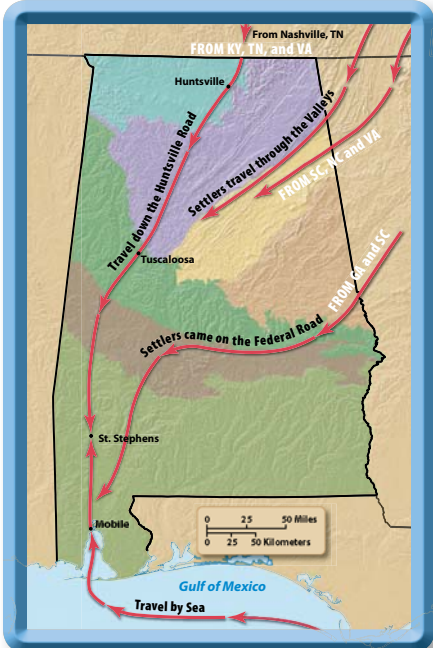 From Nashville, TN
FROM KY, TN, and VA
Huntsville
Travel down the Huntsville Road
Settlers travel through the Valleys
FROM SC, NC and VA
Tuscaloosa
FROM GA and SC
Settlers came on the Federal Road
St. Stephens
Mobile
0 25 50 Miles
0 25 50 Kilometers
Gulf of Mexico
Travel by Sea